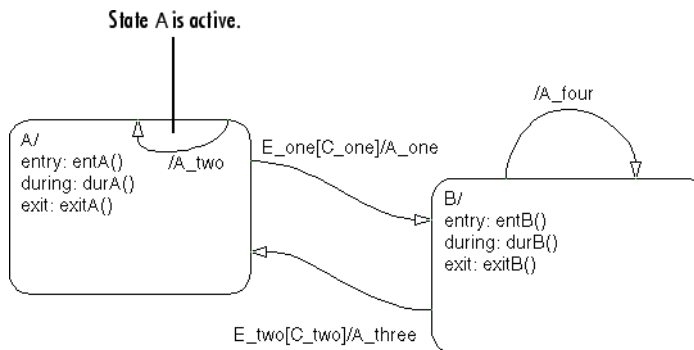 State A is active.
A/
entry: entA()
during: durA()
exit: exitA()
/A_two
E_one[C_one]/A_one
/A_four
B/
entry: entB()
during: durB()
exit: exitB()
E_two[C_two]/A_three